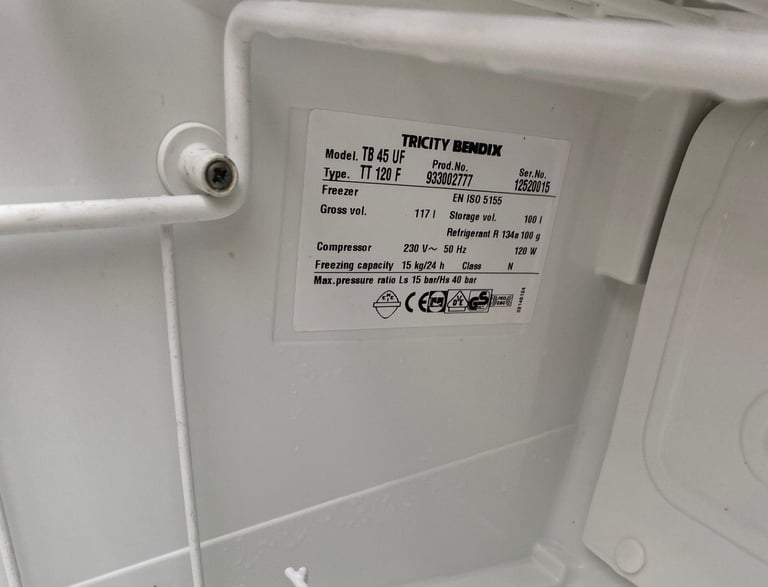 TRICITY BENDIX
Model. TB 45 UF Prod.No. Ser.No.
Type. TT 120 F 933002777 12520015
Freezer EN ISO 5155
Gross vol. 117 l Storage vol. 100 l
Refrigerant R 134a 100 g
Compressor 230 V~ 50 Hz 120 W
Freezing capacity 15 kg/24 h Class N
Max.pressure ratio Ls 15 bar/Hs 40 bar
CE GS